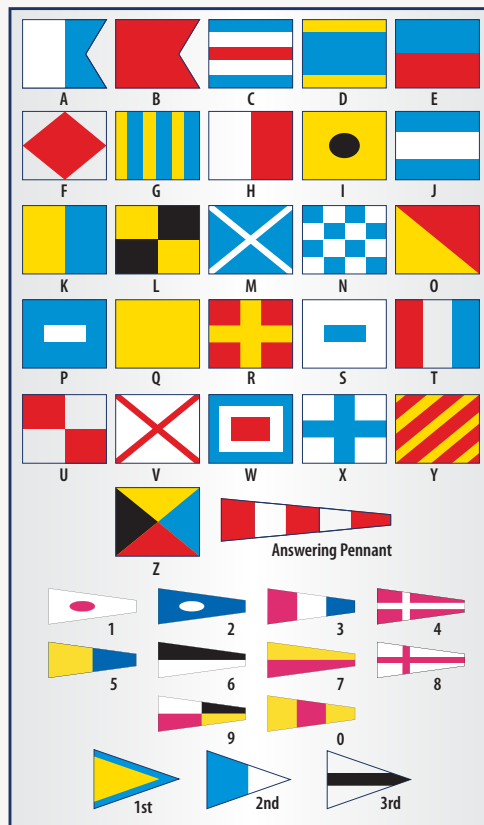 A B C D E
F G H I J
K L M N O
P Q R S T
U V W X Y
Z Answering Pennant
1 2 3 4
5 6 7 8
9 0
1st 2nd 3rd